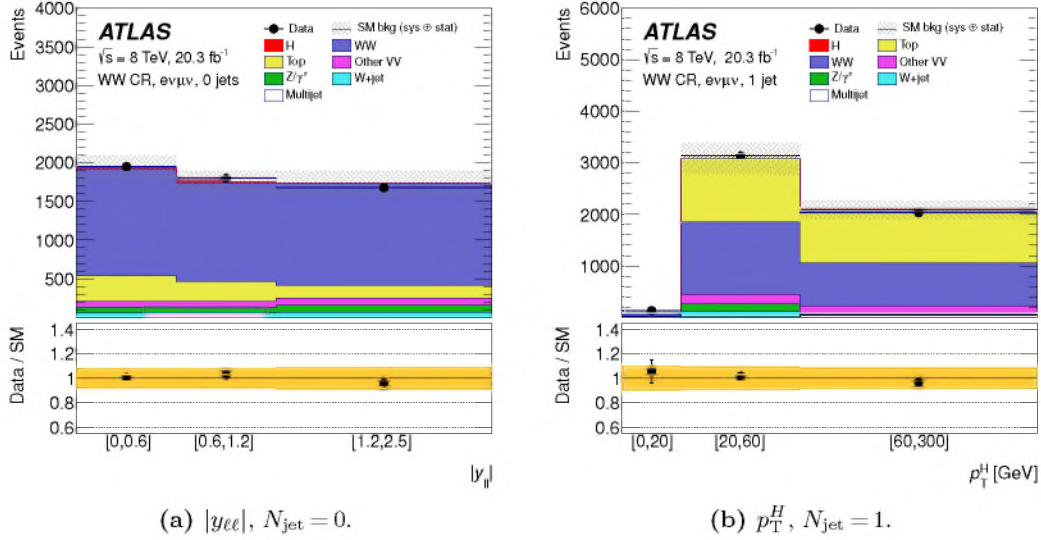 Events
4000
3500
3000
2500
2000
1500
1000
500
ATLAS
√s = 8 TeV, 20.3 fb⁻¹
WW CR, eνμν, 0 jets
Data
SM bkg (sys ⊕ stat)
H
WW
Top
Other VV
Z/γ*
W+jet
Multijet
Data / SM
1.4
1.2
1
0.8
0.6
[0,0.6]
[0.6,1.2]
[1.2,2.5]
|y_ll|
(a) |y_ℓℓ|, N_jet = 0.
Events
6000
5000
4000
3000
2000
1000
ATLAS
√s = 8 TeV, 20.3 fb⁻¹
WW CR, eνμν, 1 jet
Data
SM bkg (sys ⊕ stat)
H
Top
WW
Other VV
Z/γ*
W+jet
Multijet
Data / SM
1.4
1.2
1
0.8
0.6
[0,20]
[20,60]
[60,300]
p_T^H [GeV]
(b) p_T^H, N_jet = 1.